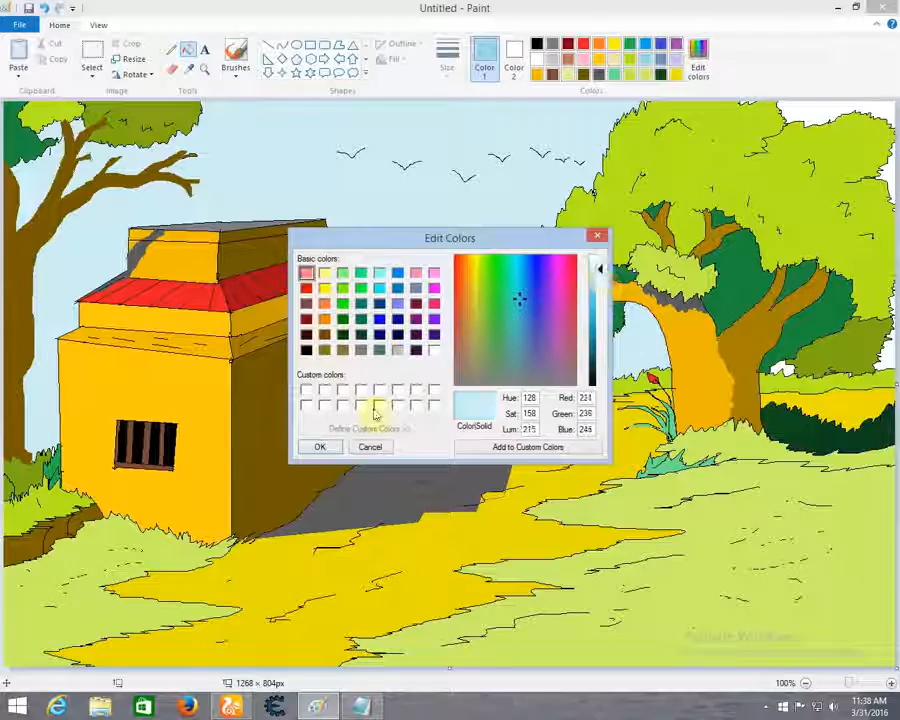 Untitled - Paint
File
Home
View
Paste
Cut
Copy
Clipboard
Select
Crop
Resize
Rotate
Image
A
Tools
Brushes
Outline
Fill
Shapes
Size
Color 1
Color 2
Edit colors
Colors
Edit Colors
Basic colors:
Custom colors:
Define Custom Colors >>
OK
Cancel
Color|Solid
Hue: 128
Sat: 158
Lum: 215
Red:
Green: 236
Blue:
Add to Custom Colors
1268 × 804px
100%
11:38 AM
3/31/2016